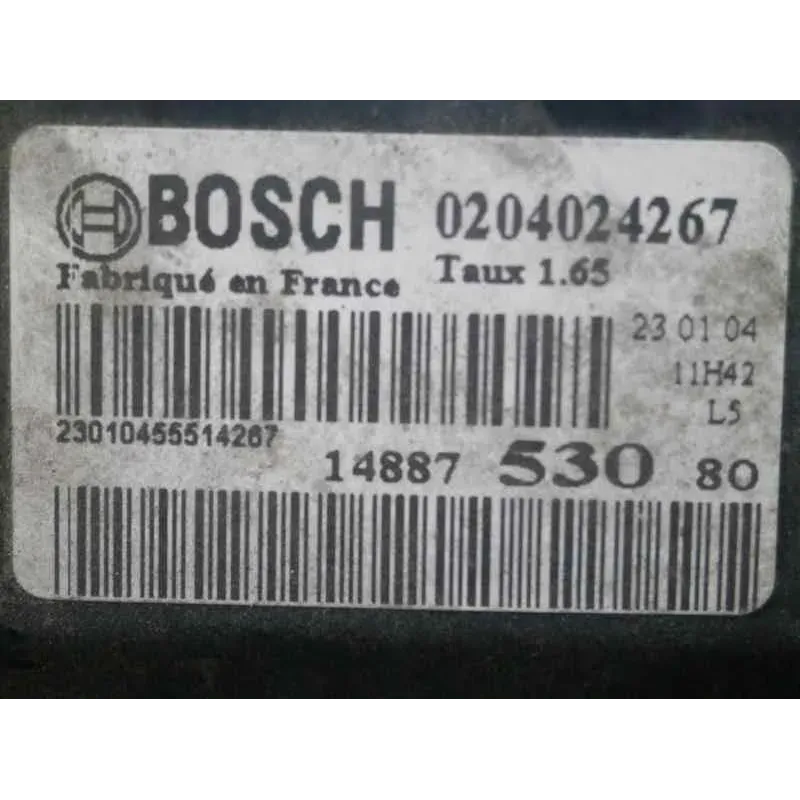 BOSCH 0204024267
Fabriqué en France Taux 1.65
23 01 04
11H42
L5
23010455514267
14887 530 80